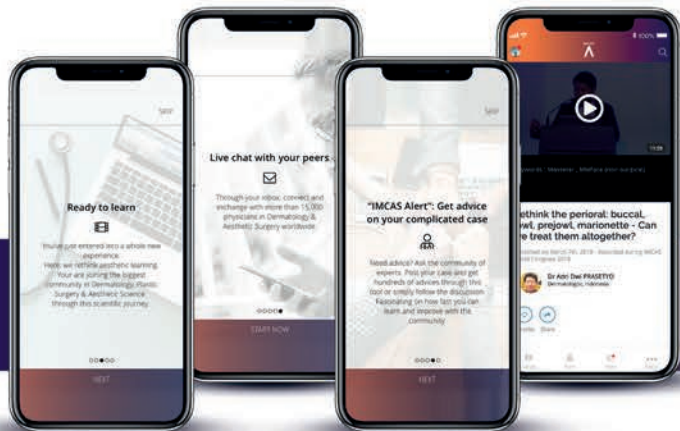 SKIP
Ready to learn
You've just entered into a whole new
experience.
Here, we rethink aesthetic learning.
Your are joining the biggest
community in Dermatology, Plastic
Surgery & Aesthetic Science
through this scientific journey.
NEXT
Live chat with your peers
Through your inbox, connect and
exchange with more than 15,000
physicians in Dermatology &
Aesthetic Surgery worldwide.
START NOW
SKIP
"IMCAS Alert": Get advice
on your complicated case
Need advice? Ask the community of
experts. Post your case and get
hundreds of advices through this
tool or simply follow the discussion.
Fascinating on how fast you can
learn and improve with the
community
NEXT
100%
ethink the perioral: buccal,
owl, prejowl, marionette - Can
e treat them altogether?
Dr Adri Dwi PRASETYO
Dermatologist, Indonesia
Share